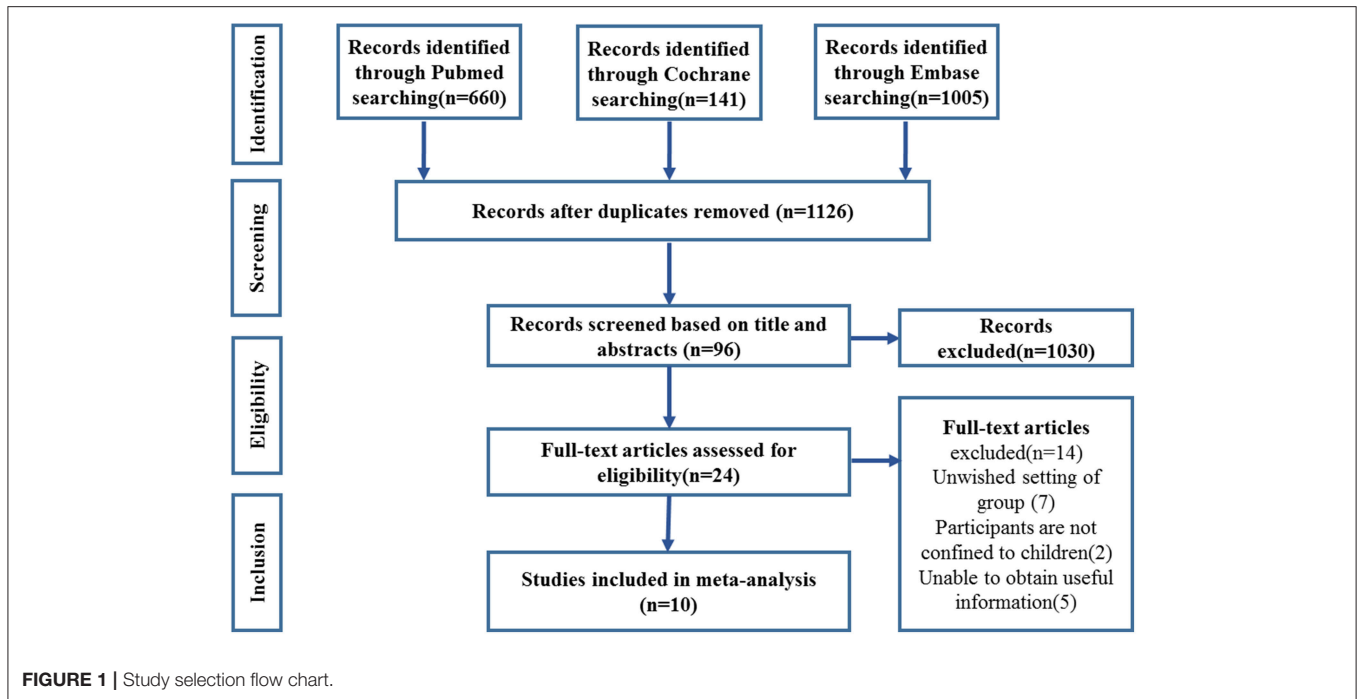 Identification
Records identified
through Pubmed
searching(n=660)
Records identified
through Cochrane
searching(n=141)
Records identified
through Embase
searching(n=1005)
Screening
Records after duplicates removed (n=1126)
Records screened based on title and
abstracts (n=96)
Records
excluded(n=1030)
Eligibility
Full-text articles assessed for
eligibility(n=24)
Full-text articles
excluded(n=14)
Unwished setting of
group (7)
Participants are not
confined to children(2)
Unable to obtain useful
information(5)
Inclusion
Studies included in meta-analysis
(n=10)
FIGURE 1 | Study selection flow chart.